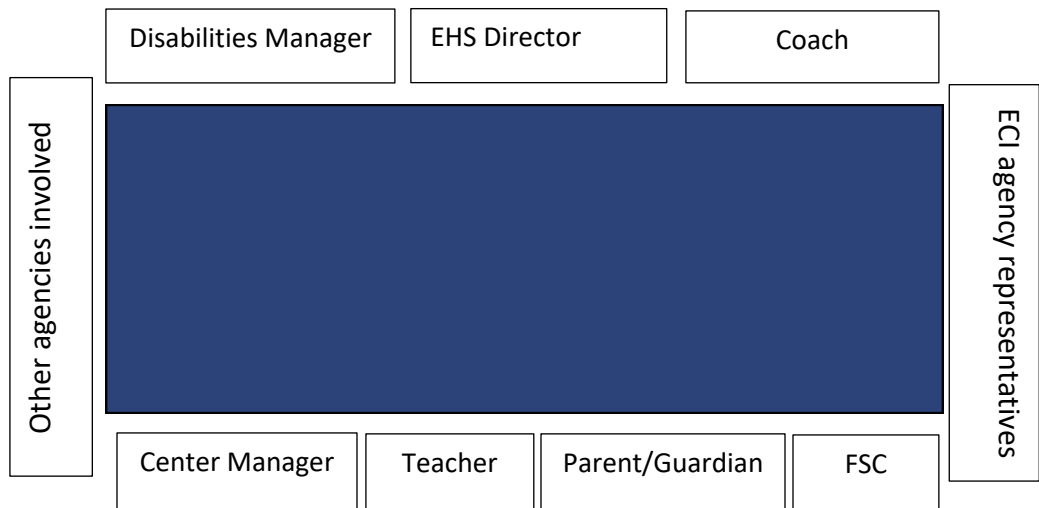 Disabilities Manager
EHS Director
Coach
Other agencies involved
ECI agency representatives
Center Manager
Teacher
Parent/Guardian
FSC